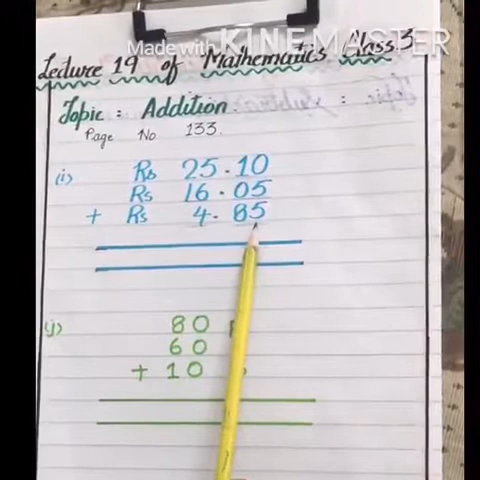 Made with KINEMASTER
Lecture 19 of Mathematics Class 3
Topic : Addition.
Page No 133.
(i) Rs 25.10
Rs 16.05
+ Rs 4.85
(j) 80
60
+ 10